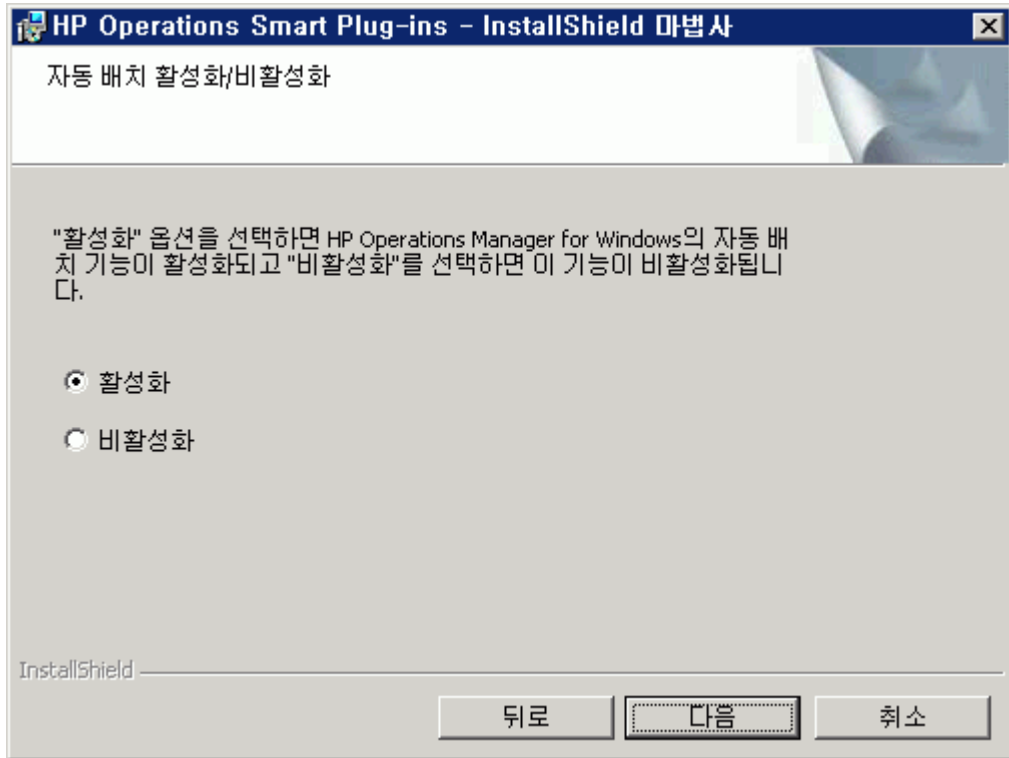 HP Operations Smart Plug-ins - InstallShield 마법사
자동 배치 활성화/비활성화
"활성화" 옵션을 선택하면 HP Operations Manager for Windows의 자동 배
치 기능이 활성화되고 "비활성화"를 선택하면 이 기능이 비활성화됩니
다.
활성화
비활성화
InstallShield
뒤로
다음
취소